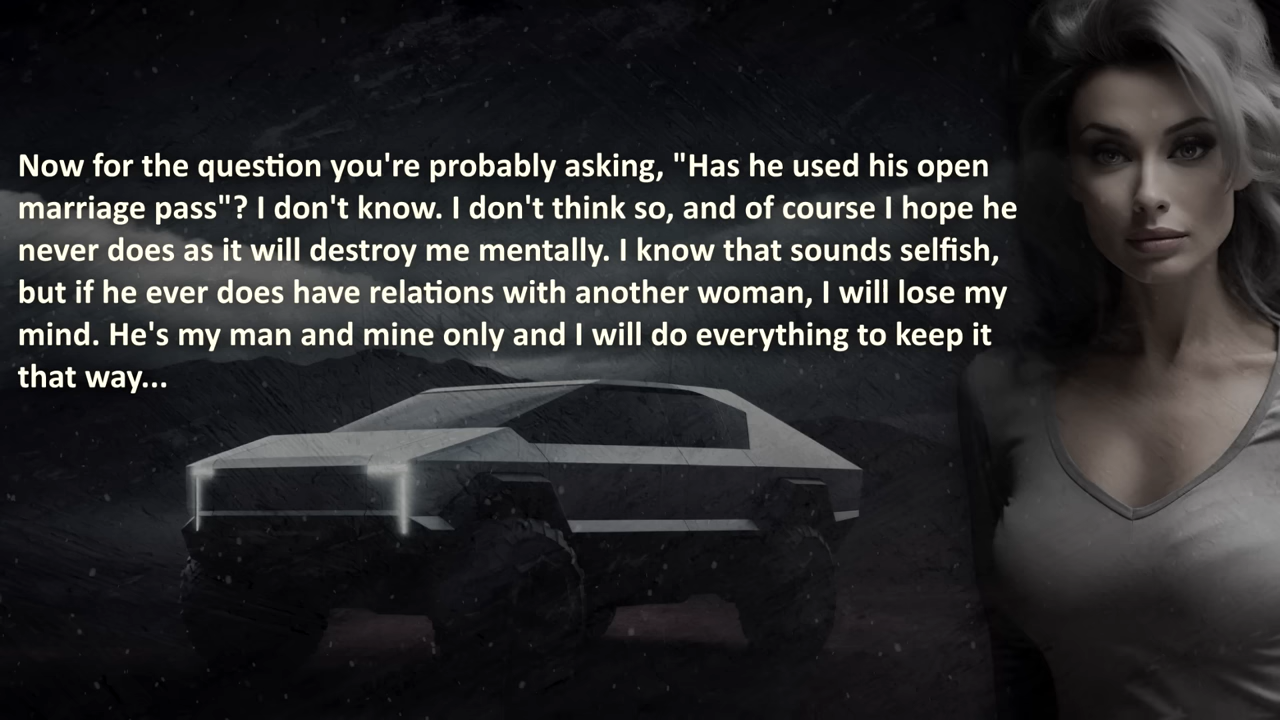 Now for the question you're probably asking, "Has he used his open
marriage pass"? I don't know. I don't think so, and of course I hope he
never does as it will destroy me mentally. I know that sounds selfish,
but if he ever does have relations with another woman, I will lose my
mind. He's my man and mine only and I will do everything to keep it
that way...